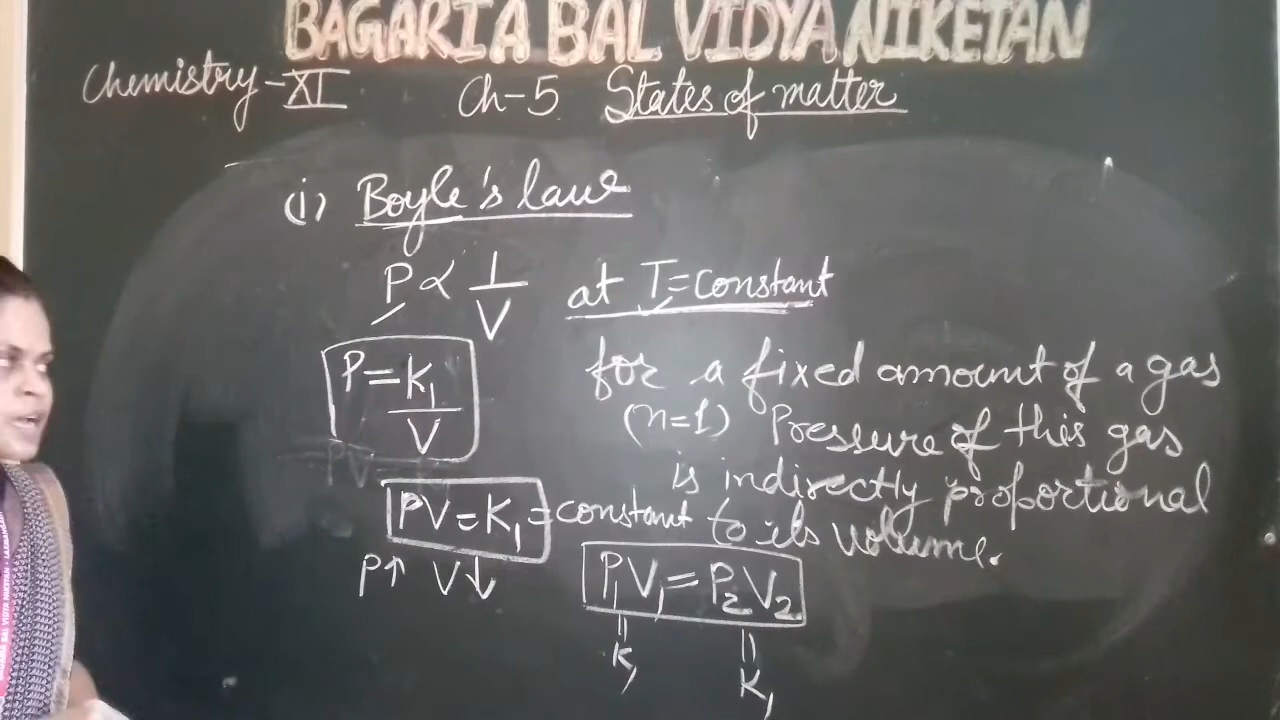 BAGARIA BAL VIDYA NIKETAN
Chemistry-XI Ch-5 States of matter
(i) Boyle's law
P ∝ 1/V at T=constant
P = K₁/V
for a fixed amount of a gas
(n=1) Pressure of this gas
is indirectly proportional
to its volume.
PV
PV = K₁ = constant
P↑ V↓
P₁V₁ = P₂V₂
= K₁ = K₁